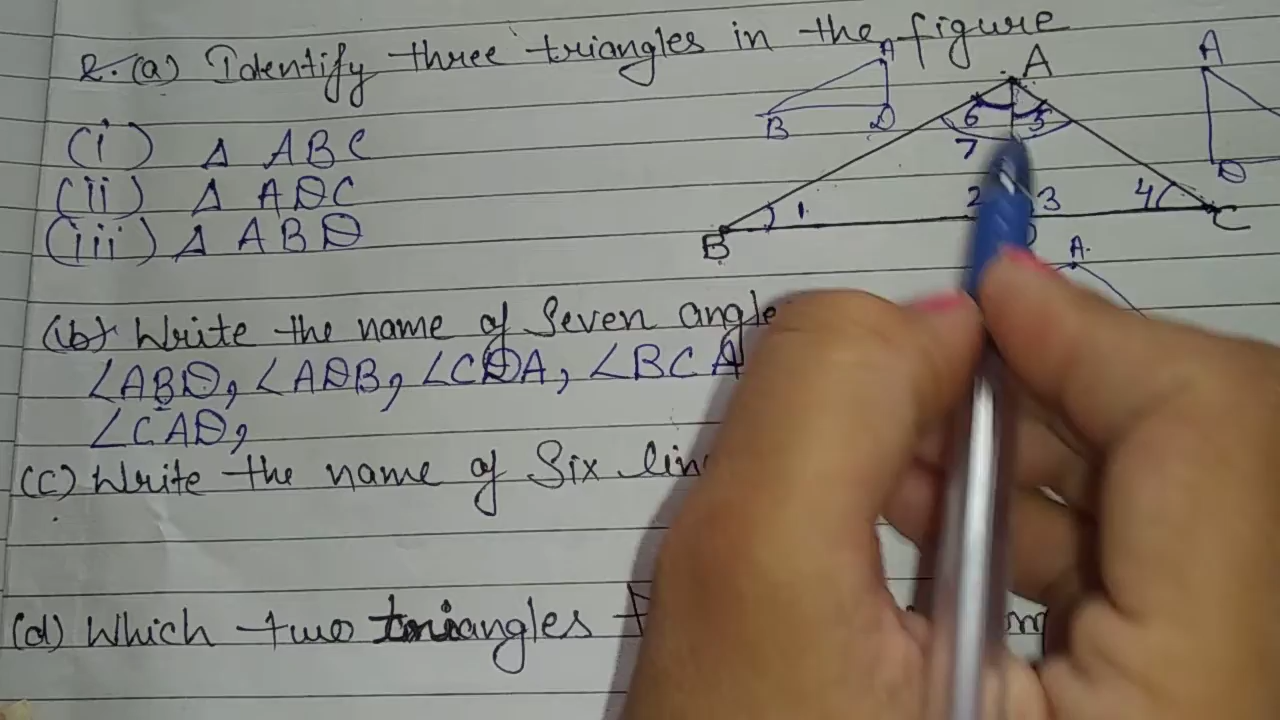 2.(a) Identify three triangles in the figure
(i) Δ ABC
(ii) Δ ADC
(iii) Δ ABD
A
B D
A
6 5
7
1 2 3 4
B C
A
D
A
(b) Write the name of Seven angle
∠ABD, ∠ADB, ∠CDA, ∠BCA
∠CAD,
(c) Write the name of Six
(d) Which two triangles